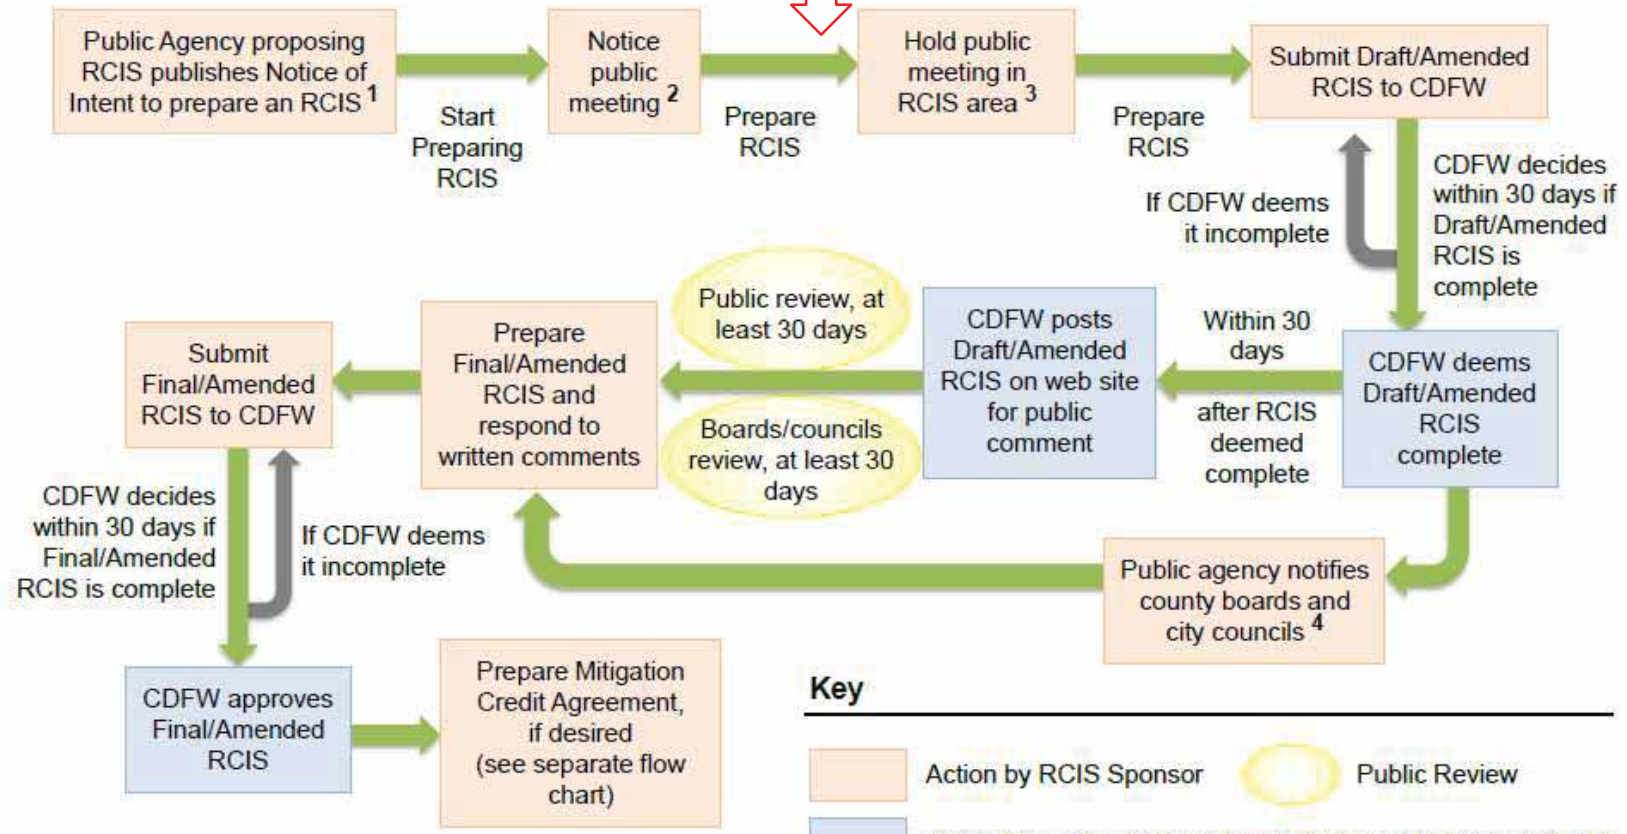 Public Agency proposing
RCIS publishes Notice of
Intent to prepare an RCIS 1
Start
Preparing
RCIS
Notice
public
meeting 2
Prepare
RCIS
Hold public
meeting in
RCIS area 3
Prepare
RCIS
Submit Draft/Amended
RCIS to CDFW
If CDFW deems
it incomplete
CDFW decides
within 30 days if
Draft/Amended
RCIS is
complete
CDFW deems
Draft/Amended
RCIS
complete
Within 30
days
after RCIS
deemed
complete
CDFW posts
Draft/Amended
RCIS on web site
for public
comment
Public review, at
least 30 days
Boards/councils
review, at least 30
days
Public agency notifies
county boards and
city councils 4
Prepare
Final/Amended
RCIS and
respond to
written comments
Submit
Final/Amended
RCIS to CDFW
CDFW decides
within 30 days if
Final/Amended
RCIS is complete
If CDFW deems
it incomplete
CDFW approves
Final/Amended
RCIS
Prepare Mitigation
Credit Agreement,
if desired
(see separate flow
chart)
Key
Action by RCIS Sponsor
Public Review